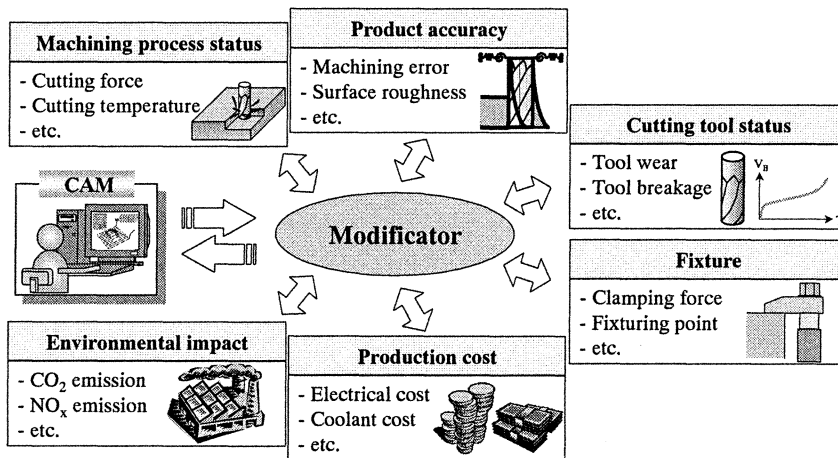 Machining process status
- Cutting force
- Cutting temperature
- etc.
Product accuracy
- Machining error
- Surface roughness
- etc.
Cutting tool status
- Tool wear
- Tool breakage
- etc.
V_B
CAM
Modificator
Fixture
- Clamping force
- Fixturing point
- etc.
Environmental impact
- CO₂ emission
- NOₓ emission
- etc.
Production cost
- Electrical cost
- Coolant cost
- etc.